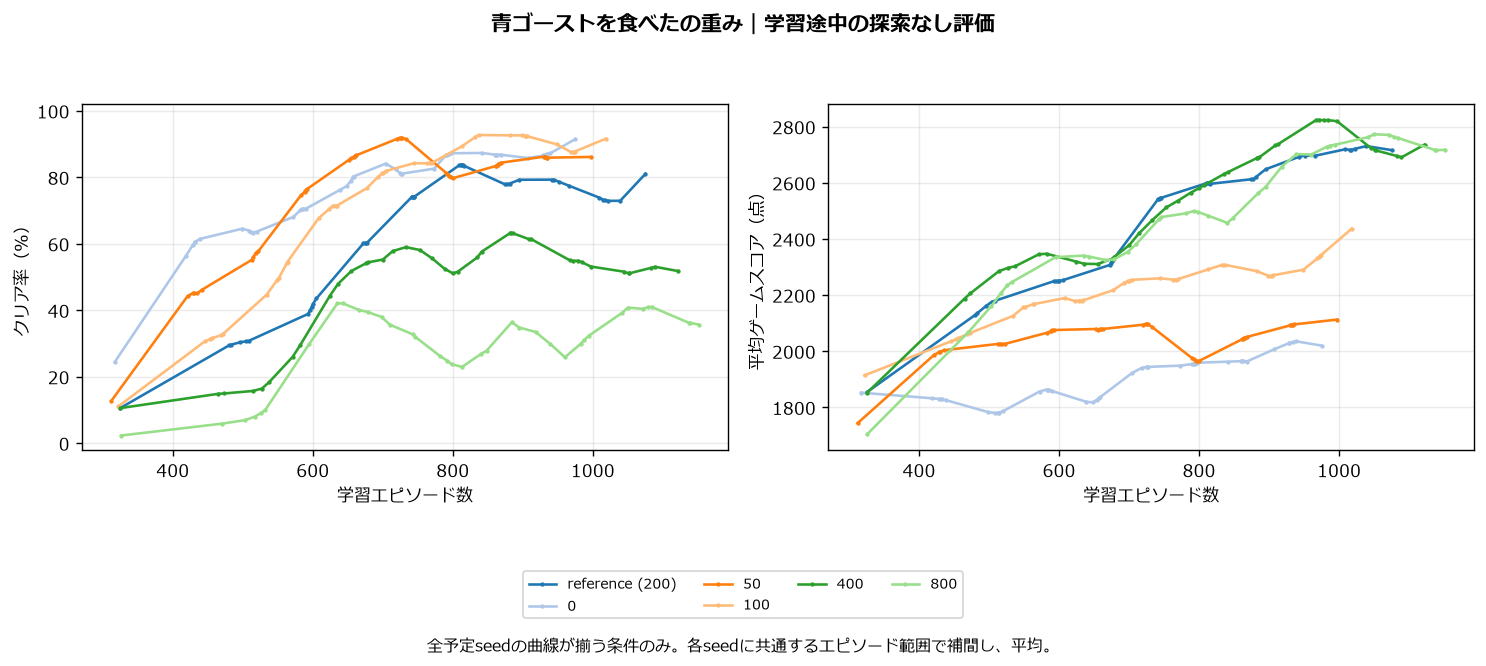 青ゴーストを食べたの重み｜学習途中の探索なし評価
クリア率（%）
100
80
60
40
20
0
400 600 800 1000
学習エピソード数
平均ゲームスコア（点）
2800
2600
2400
2200
2000
1800
400 600 800 1000
学習エピソード数
reference (200) 50 400 800
0 100
全予定seedの曲線が揃う条件のみ。各seedに共通するエピソード範囲で補間し、平均。